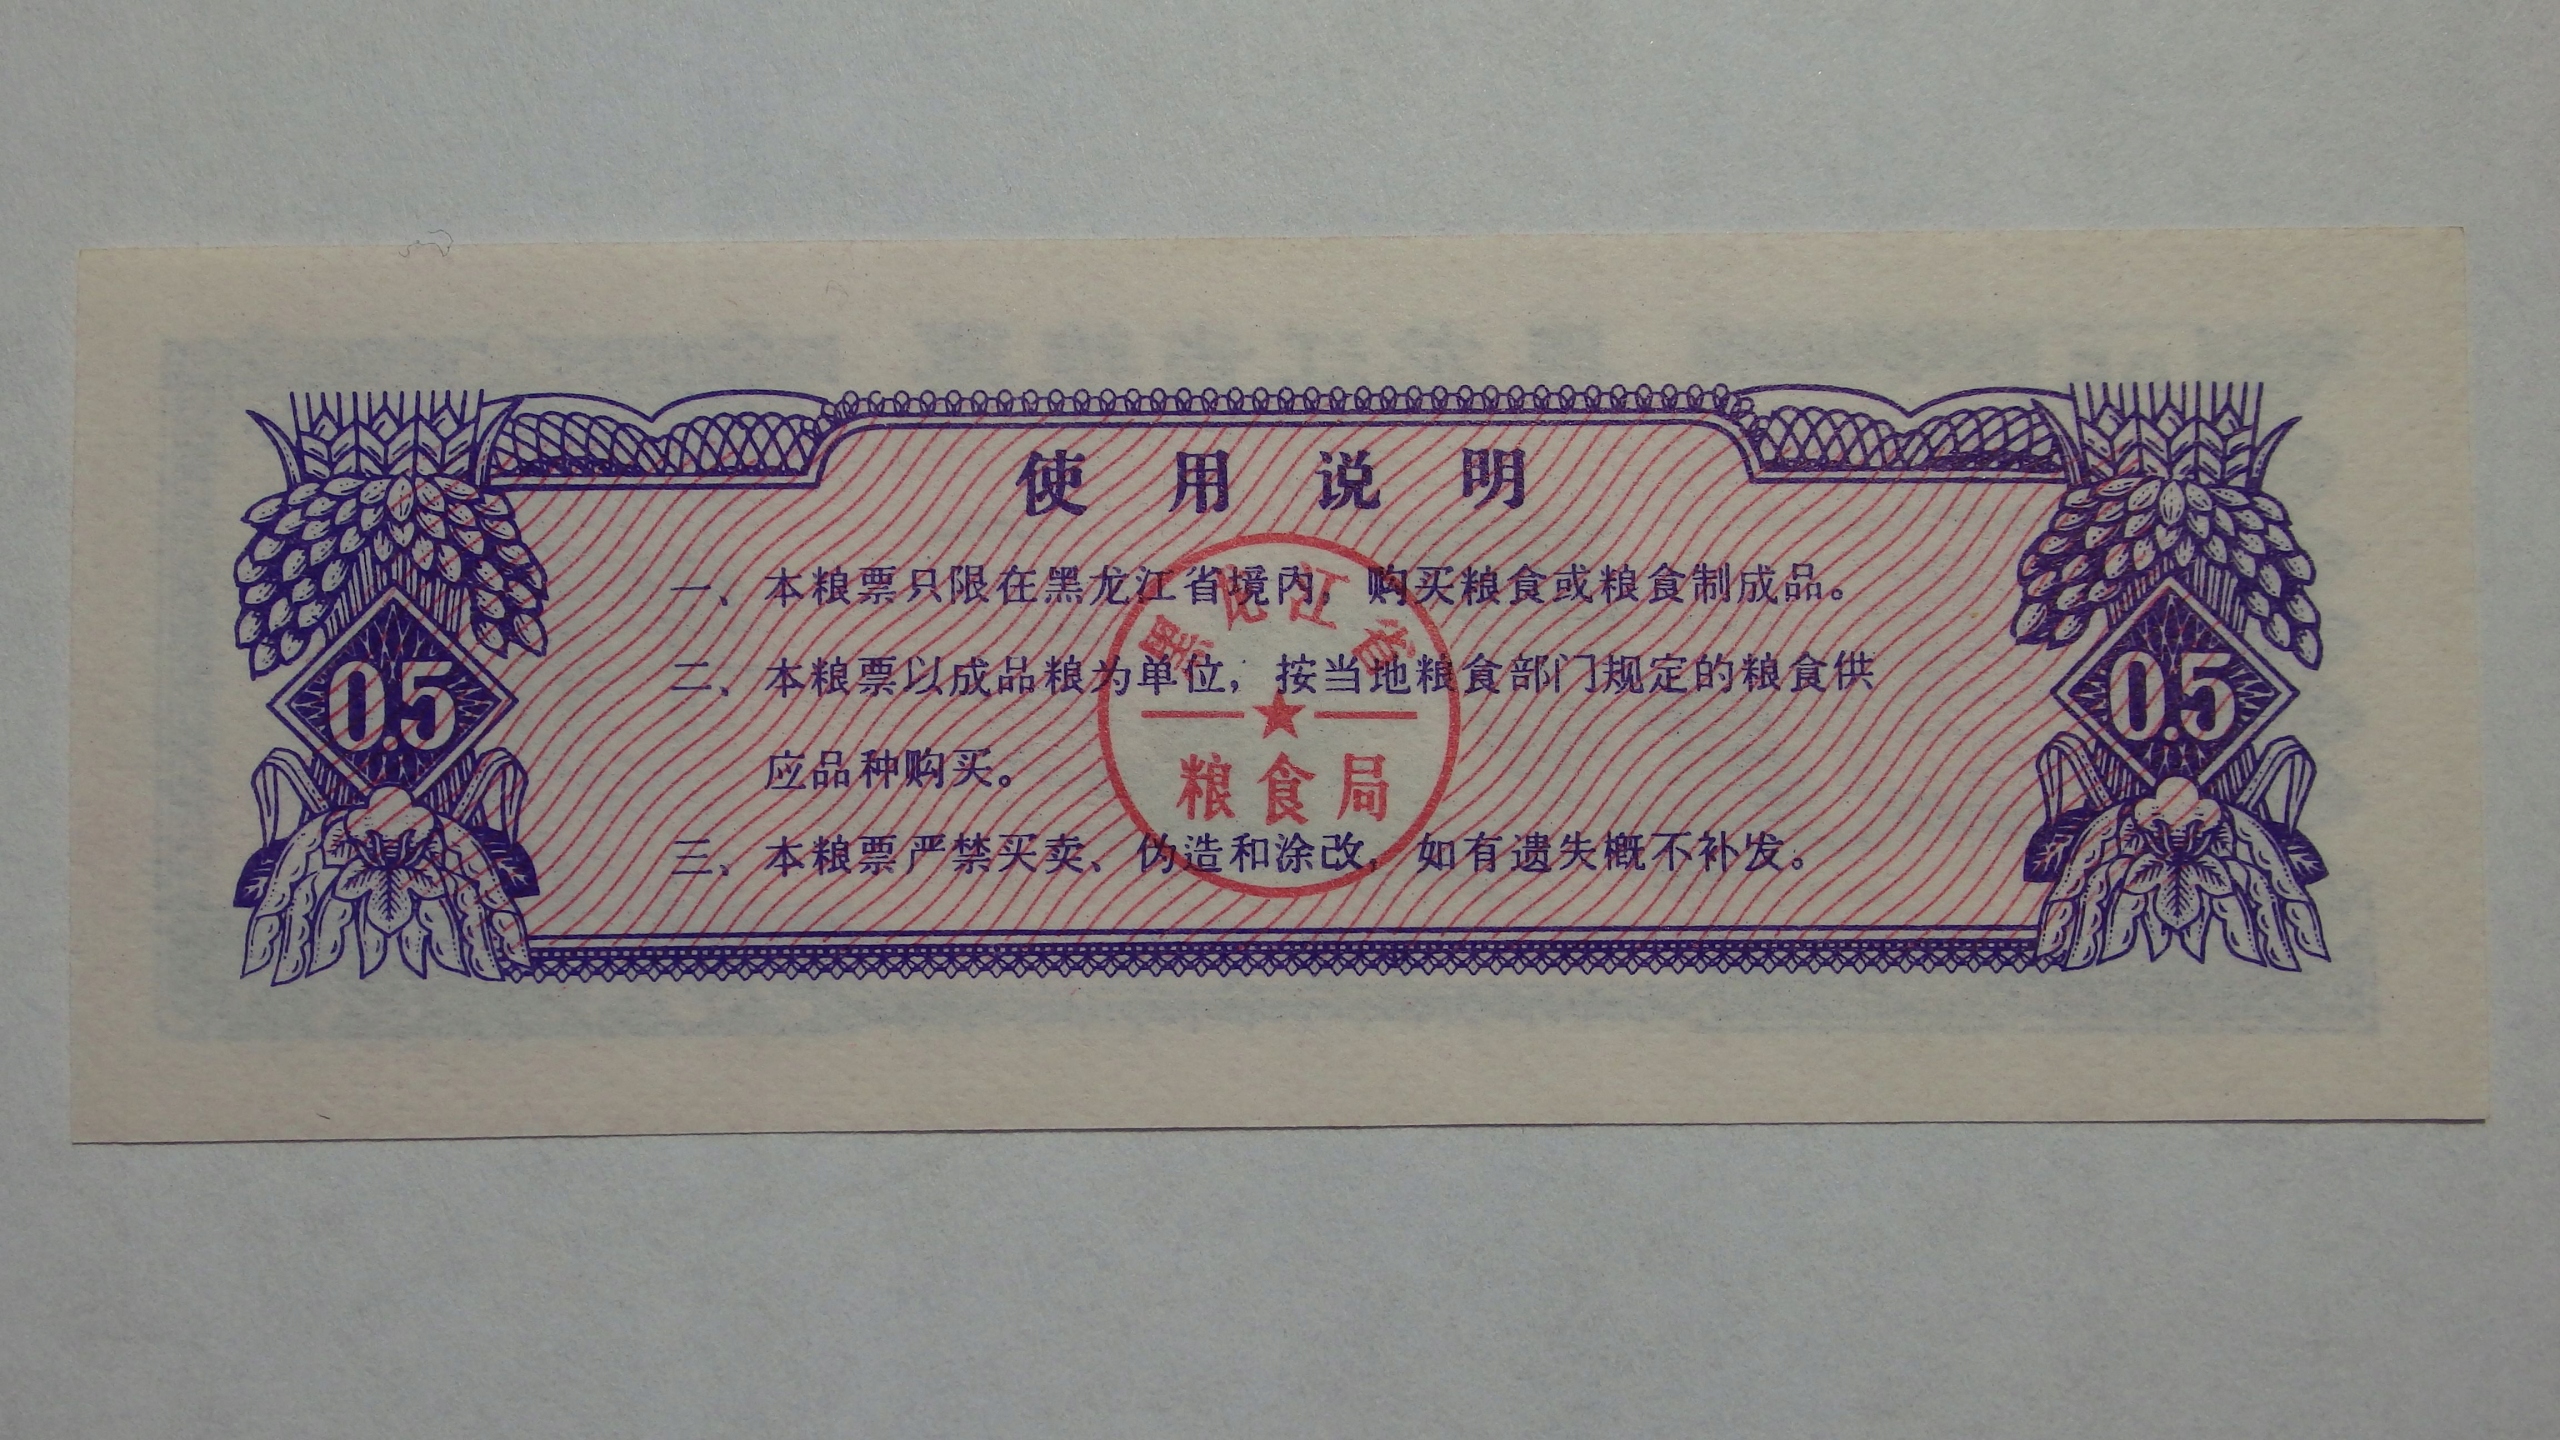 使用说明
一、本粮票只限在黑龙江省境内，购买粮食或粮食制成品。
二、本粮票以成品粮为单位，按当地粮食部门规定的粮食供
应品种购买。
三、本粮票严禁买卖、伪造和涂改，如有遗失概不补发。
0.5
0.5
黑龙江省
粮食局